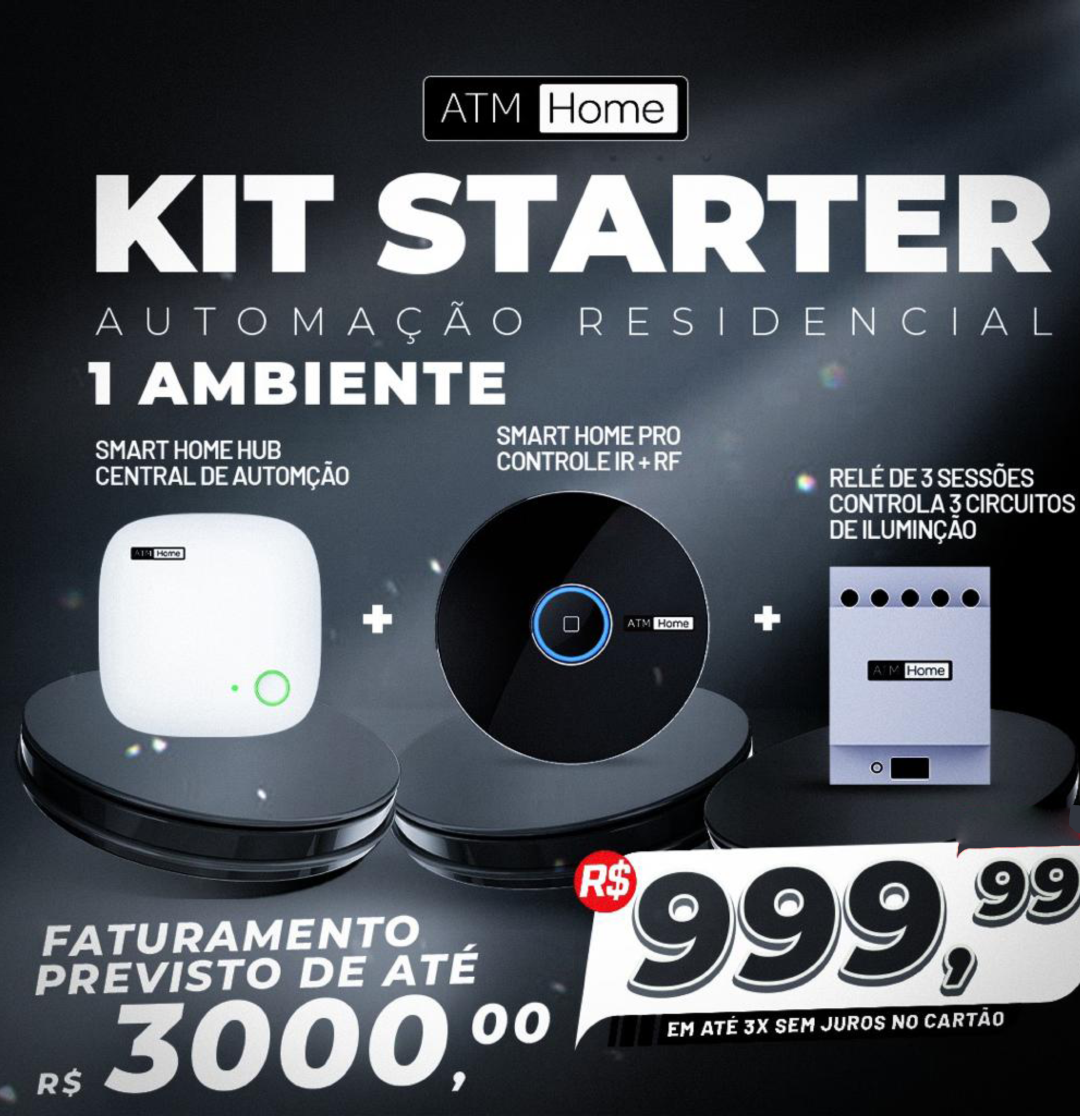 ATM Home
KIT STARTER
AUTOMAÇÃO RESIDENCIAL
1 AMBIENTE
SMART HOME HUB
CENTRAL DE AUTOMÇÃO
SMART HOME PRO
CONTROLE IR + RF
RELÉ DE 3 SESSÕES
CONTROLA 3 CIRCUITOS
DE ILUMINÇÃO
ATM Home
ATM Home
ATM Home
FATURAMENTO
PREVISTO DE ATÉ
R$ 3000,00
R$ 999,99
EM ATÉ 3X SEM JUROS NO CARTÃO